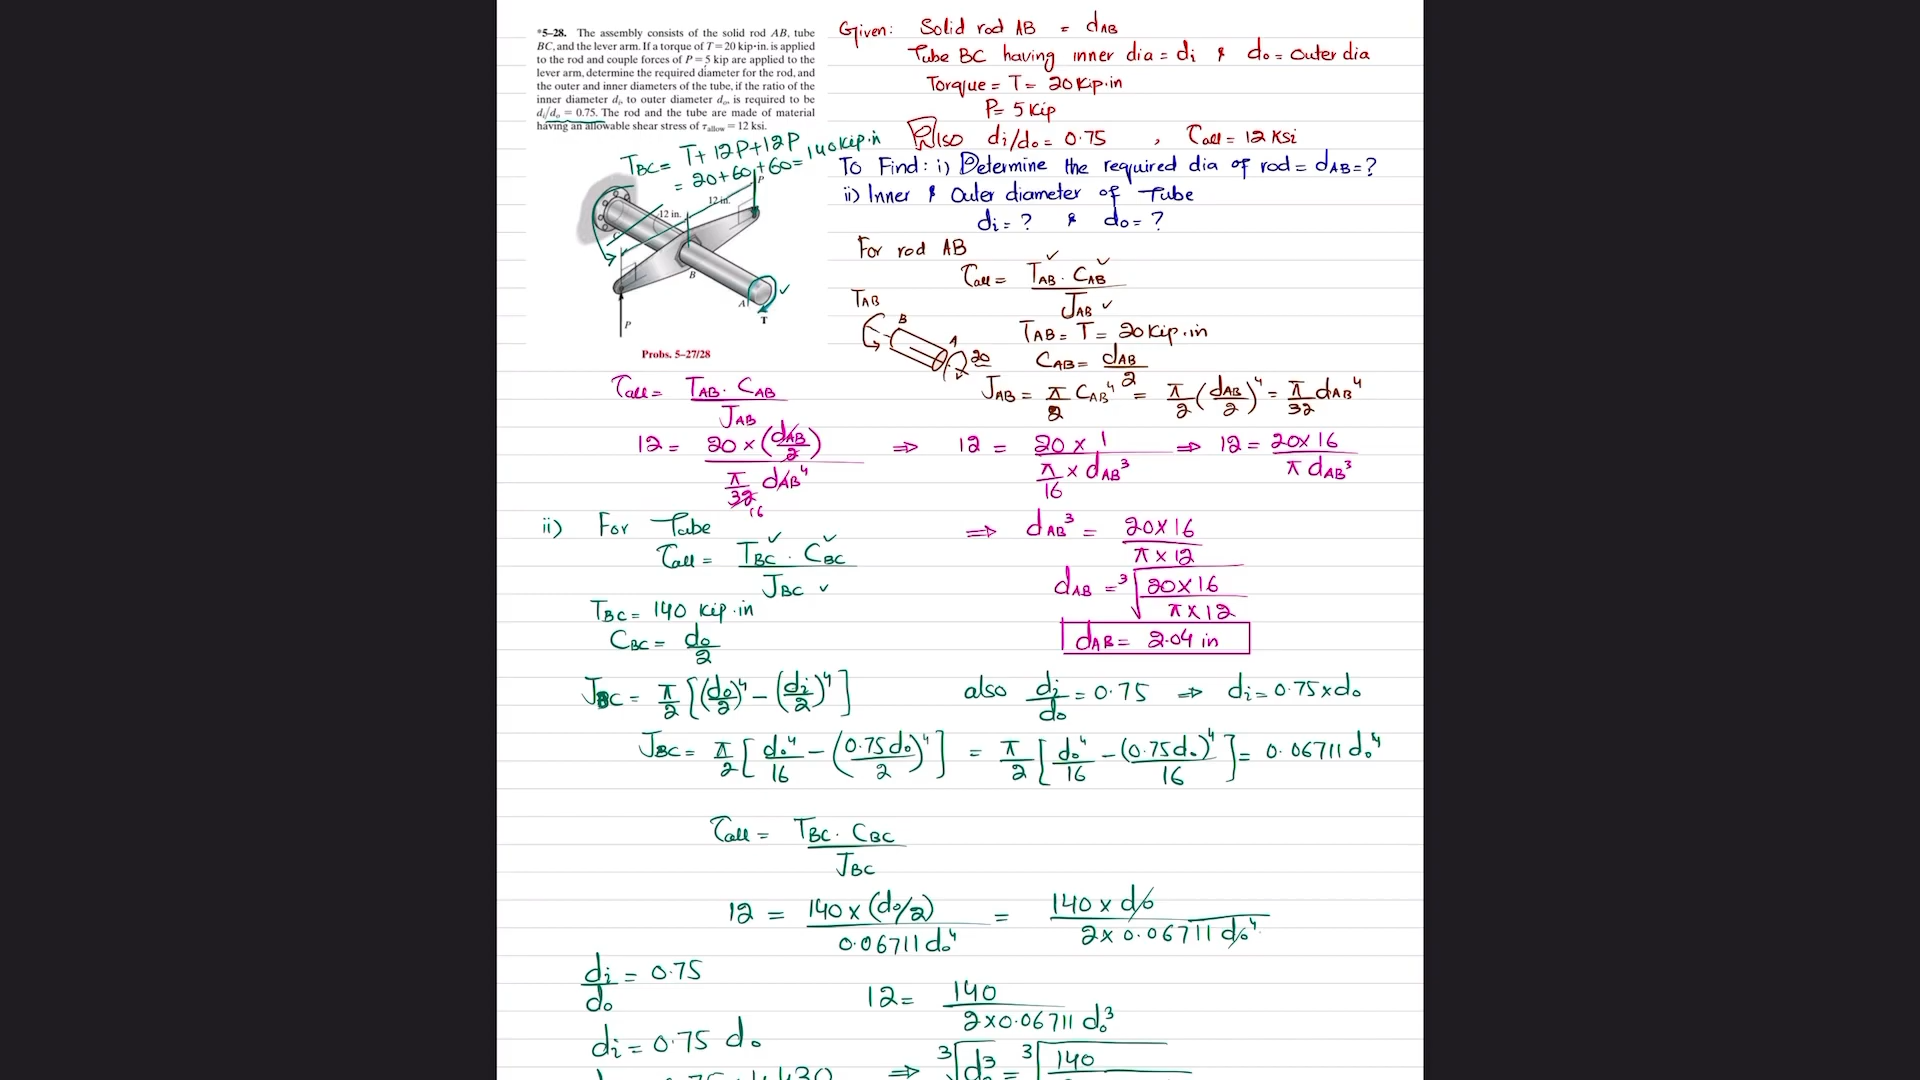 *5–28. The assembly consists of the solid rod AB, tube
BC, and the lever arm. If a torque of T = 20 kip·in. is applied
to the rod and couple forces of P = 5 kip are applied to the
lever arm, determine the required diameter for the rod, and
the outer and inner diameters of the tube, if the ratio of the
inner diameter dᵢ, to outer diameter dₒ, is required to be
dᵢ/dₒ = 0.75. The rod and the tube are made of material
having an allowable shear stress of τallow = 12 ksi.
TBC = T + 12P + 12P
= 20 + 60 + 60 = 140 kip·in
P
12 in.
12 in.
C
B
A
T
P
Probs. 5–27/28
Given: Solid rod AB = dAB
Tube BC having inner dia = di & do = outer dia
Torque = T = 20 kip·in
P = 5 kip
Also di/do = 0.75 , τall = 12 ksi
To Find: i) Determine the required dia of rod = dAB = ?
ii) Inner & Outer diameter of Tube
di = ? & do = ?
For rod AB
τall = TAB · CAB / JAB
TAB
B
A
20
TAB = T = 20 kip·in
CAB = dAB/2
JAB = π/2 CAB⁴ = π/2 (dAB/2)⁴ = π/32 dAB⁴
τall = TAB · CAB / JAB
12 = 20 × (dAB/2) / π/32 dAB⁴ ⇒ 12 = 20 × 1 / π/16 × dAB³ ⇒ 12 = 20×16 / π dAB³
16
⇒ dAB³ = 20×16 / π × 12
dAB = ³√20×16 / π × 12
dAB = 2.04 in
ii) For Tube
τall = TBC · CBC / JBC
TBC = 140 kip·in
CBC = do/2
JBC = π/2 [(do/2)⁴ − (di/2)⁴] also di/do = 0.75 ⇒ di = 0.75 × do
JBC = π/2 [do⁴/16 − (0.75do/2)⁴] = π/2 [do⁴/16 − (0.75do)⁴/16] = 0.06711 do⁴
τall = TBC · CBC / JBC
12 = 140 × (do/2) / 0.06711 do⁴ = 140 × do / 2 × 0.06711 do⁴
di/do = 0.75
di = 0.75 do
12 = 140 / 2×0.06711 do³
⇒ ³√do³ = ³√140